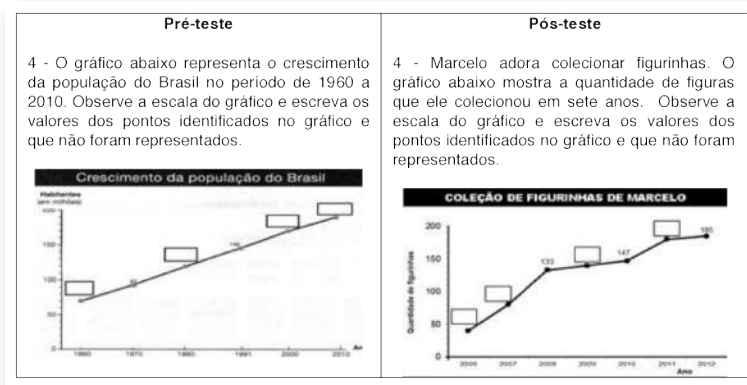 Pré-teste
4 - O gráfico abaixo representa o crescimento
da população do Brasil no período de 1960 a
2010. Observe a escala do gráfico e escreva os
valores dos pontos identificados no gráfico e
que não foram representados.
Crescimento da população do Brasil
Habitantes
(em milhões)
200
150
100
50
0
1960 1970 1980 1991 2000 2010
Pós-teste
4 - Marcelo adora colecionar figurinhas. O
gráfico abaixo mostra a quantidade de figuras
que ele colecionou em sete anos. Observe a
escala do gráfico e escreva os valores dos
pontos identificados no gráfico e que não foram
representados.
COLEÇÃO DE FIGURINHAS DE MARCELO
Quantidade de figurinhas
200
150
100
50
0
133
147
185
2006 2007 2008 2009 2010 2011 2012
Ano